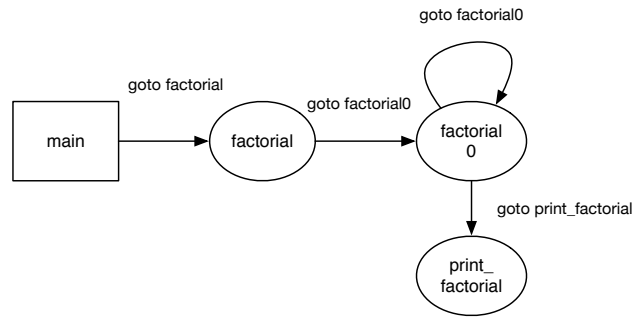 goto factorial0
goto factorial
goto factorial0
main
factorial
factorial
0
goto print_factorial
print_
factorial